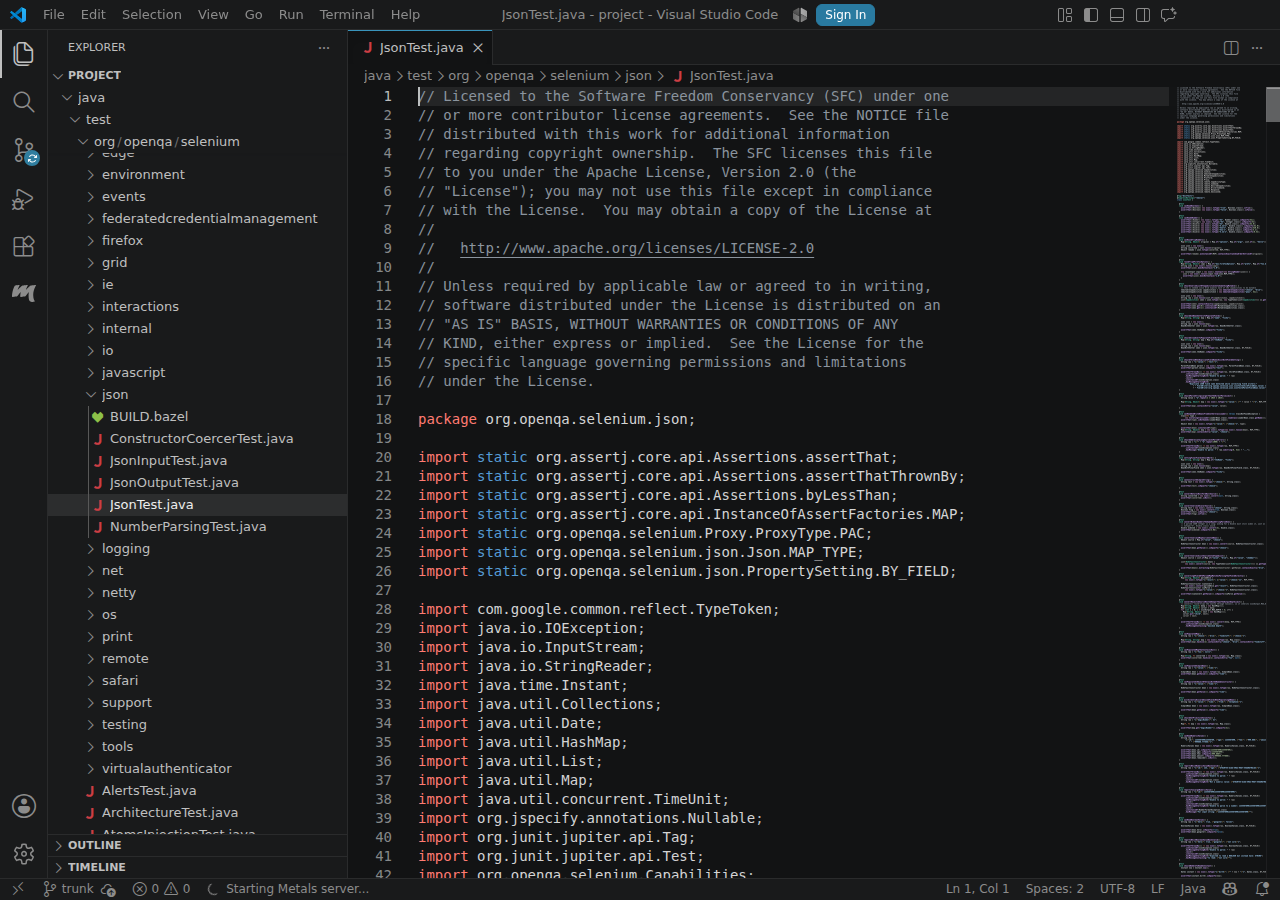 File Edit Selection View Go Run Terminal Help
JsonTest.java - project - Visual Studio Code
Sign In
EXPLORER
PROJECT
java
test
org/openqa/selenium
edge
environment
events
federatedcredentialmanagement
firefox
grid
ie
interactions
internal
io
javascript
json
BUILD.bazel
ConstructorCoercerTest.java
JsonInputTest.java
JsonOutputTest.java
JsonTest.java
NumberParsingTest.java
logging
net
netty
os
print
remote
safari
support
testing
tools
virtualauthenticator
AlertsTest.java
ArchitectureTest.java
AtomsInjectionTest.java
OUTLINE
TIMELINE
JsonTest.java
java > test > org > openqa > selenium > json > JsonTest.java
1 // Licensed to the Software Freedom Conservancy (SFC) under one
2 // or more contributor license agreements.  See the NOTICE file
3 // distributed with this work for additional information
4 // regarding copyright ownership.  The SFC licenses this file
5 // to you under the Apache License, Version 2.0 (the
6 // "License"); you may not use this file except in compliance
7 // with the License.  You may obtain a copy of the License at
8 //
9 //   http://www.apache.org/licenses/LICENSE-2.0
10 //
11 // Unless required by applicable law or agreed to in writing,
12 // software distributed under the License is distributed on an
13 // "AS IS" BASIS, WITHOUT WARRANTIES OR CONDITIONS OF ANY
14 // KIND, either express or implied.  See the License for the
15 // specific language governing permissions and limitations
16 // under the License.
17
18 package org.openqa.selenium.json;
19
20 import static org.assertj.core.api.Assertions.assertThat;
21 import static org.assertj.core.api.Assertions.assertThatThrownBy;
22 import static org.assertj.core.api.Assertions.byLessThan;
23 import static org.assertj.core.api.InstanceOfAssertFactories.MAP;
24 import static org.openqa.selenium.Proxy.ProxyType.PAC;
25 import static org.openqa.selenium.json.Json.MAP_TYPE;
26 import static org.openqa.selenium.json.PropertySetting.BY_FIELD;
27
28 import com.google.common.reflect.TypeToken;
29 import java.io.IOException;
30 import java.io.InputStream;
31 import java.io.StringReader;
32 import java.time.Instant;
33 import java.util.Collections;
34 import java.util.Date;
35 import java.util.HashMap;
36 import java.util.List;
37 import java.util.Map;
38 import java.util.concurrent.TimeUnit;
39 import org.jspecify.annotations.Nullable;
40 import org.junit.jupiter.api.Tag;
41 import org.junit.jupiter.api.Test;
42 import org.openqa.selenium.Capabilities;
trunk 0 0 Starting Metals server... Ln 1, Col 1 Spaces: 2 UTF-8 LF Java